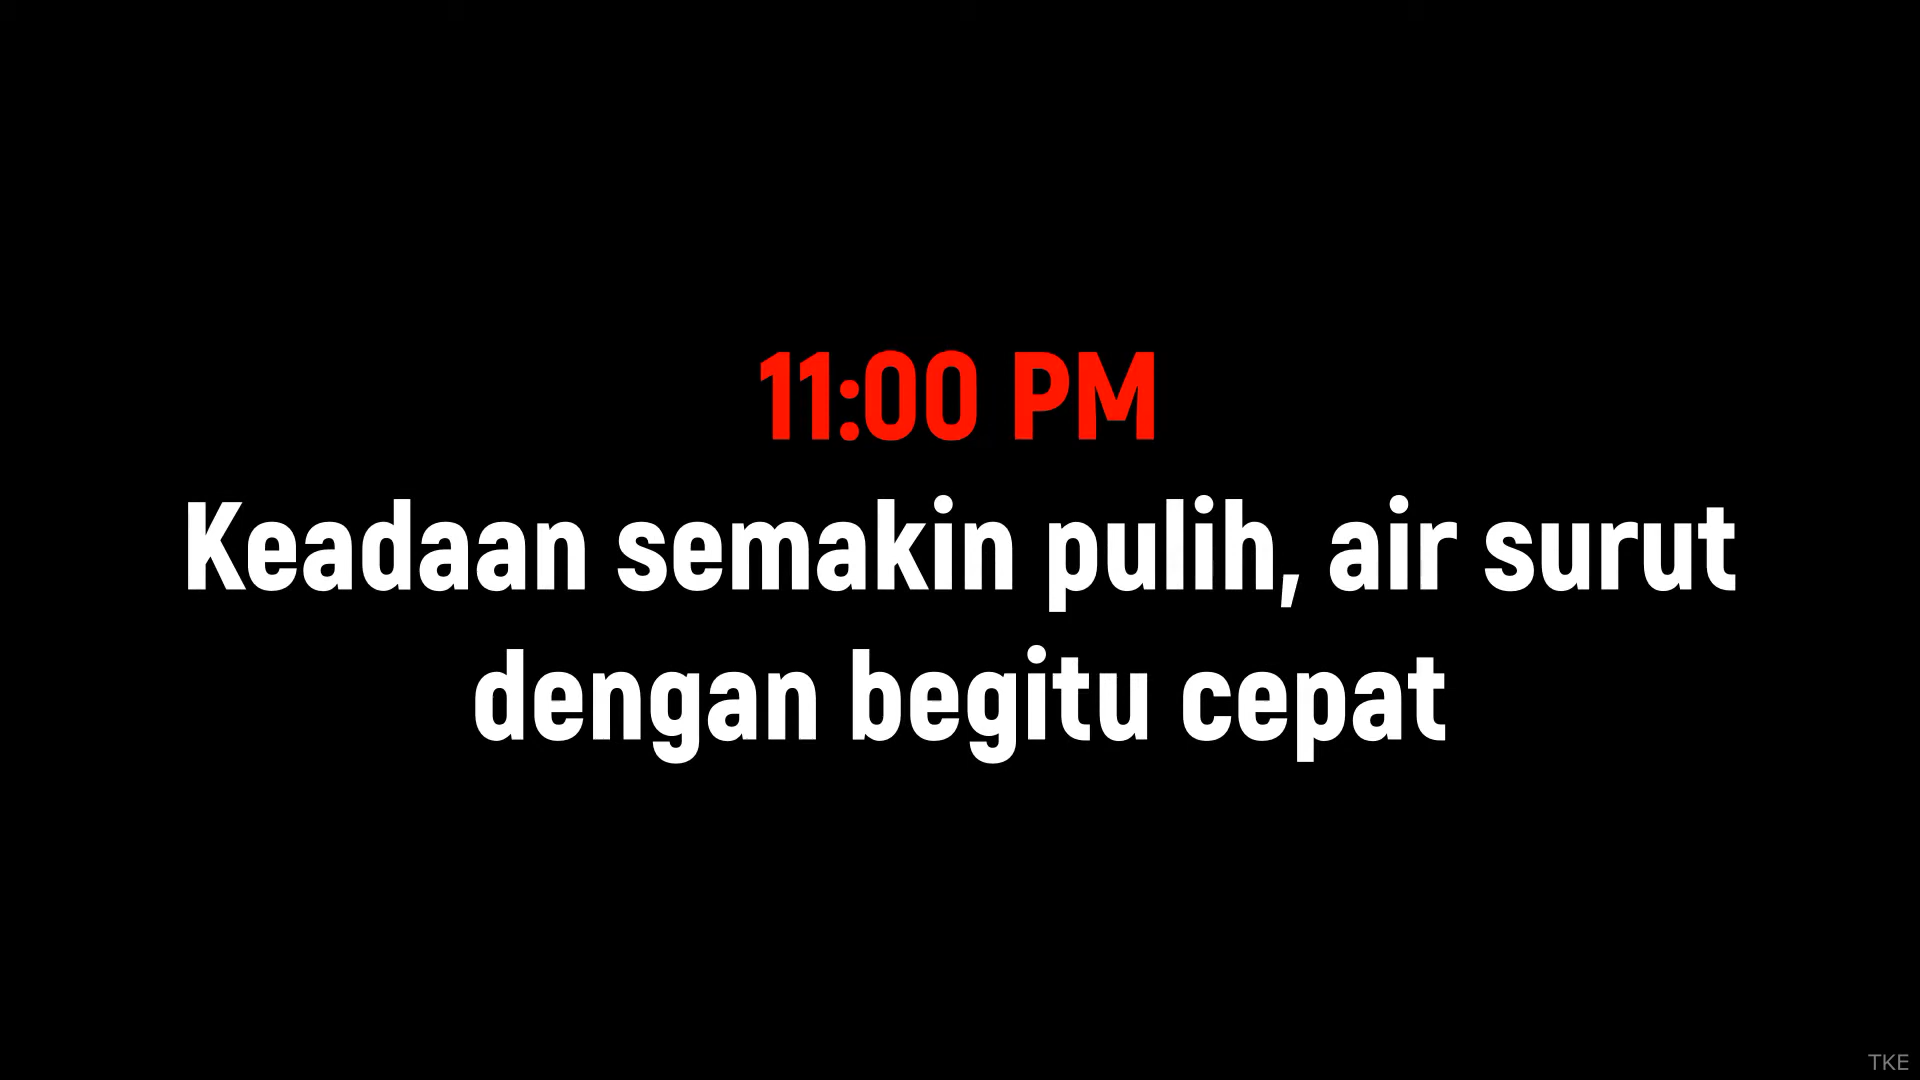 11:00 PM
Keadaan semakin pulih, air surut
dengan begitu cepat
TKE